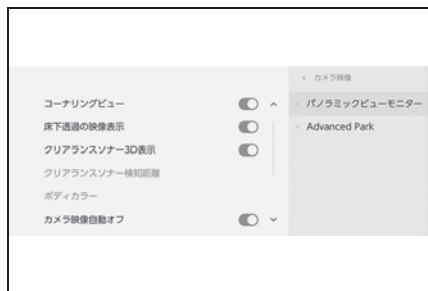 コーナリングビュー
床下透過の映像表示
クリアランスソナー3D表示
クリアランスソナー検知距離
ボディカラー
カメラ映像自動オフ
カメラ映像
パノラミックビューモニター
Advanced Park